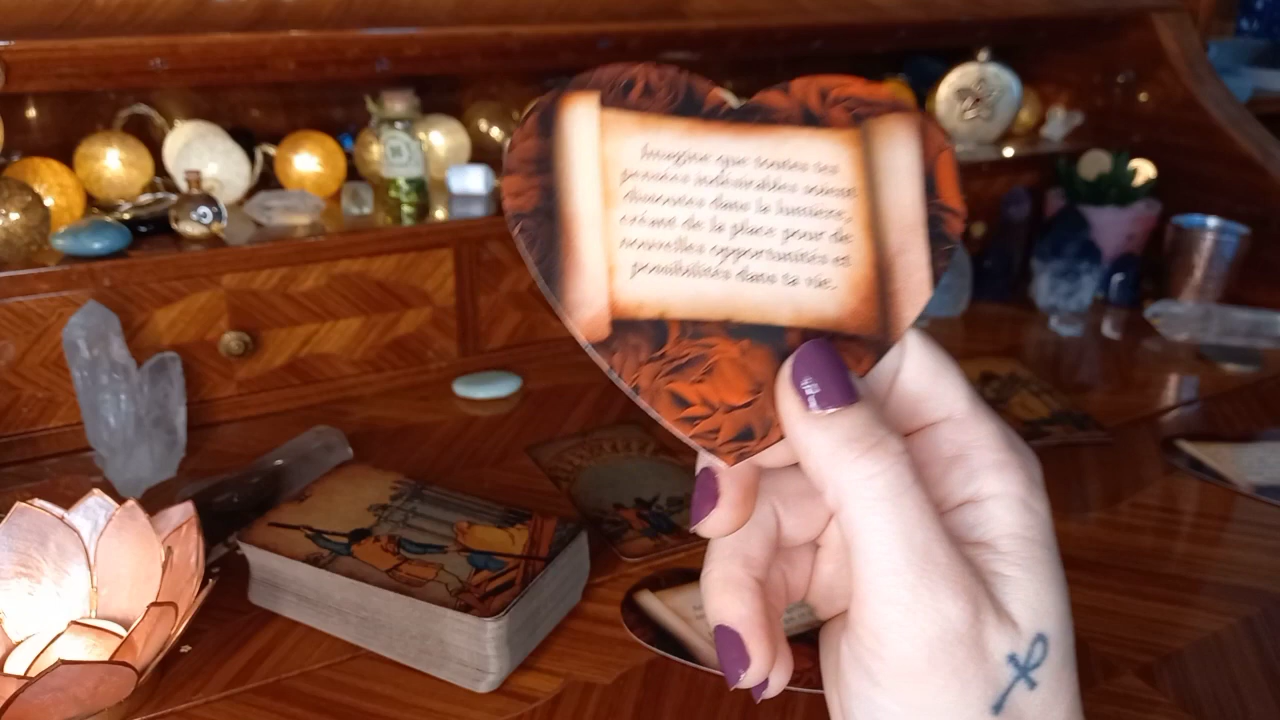 Imagine que toutes tes
pensées indésirables soient
dissoutes dans la lumière,
créant de la place pour de
nouvelles opportunités et
possibilités dans ta vie.